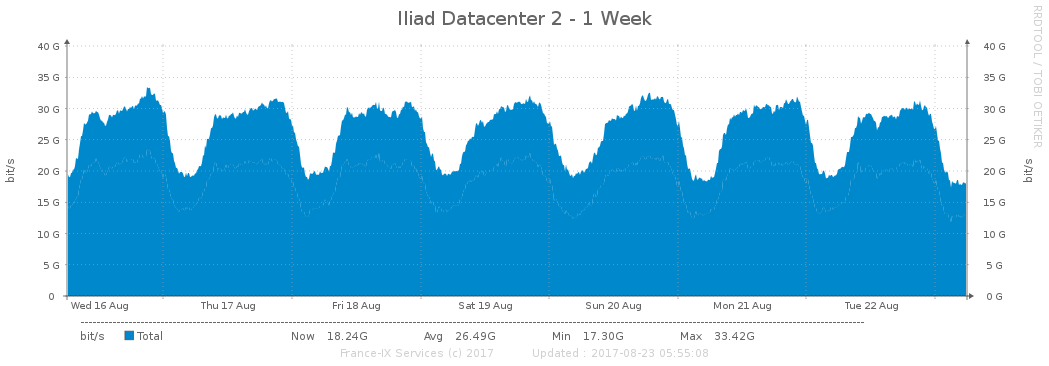 Iliad Datacenter 2 - 1 Week
RRDTOOL / TOBI OETIKER
40 G 40 G
35 G 35 G
30 G 30 G
25 G 25 G
20 G 20 G
15 G 15 G
10 G 10 G
5 G 5 G
0 0 G
bit/s
bit/s
Wed 16 Aug Thu 17 Aug Fri 18 Aug Sat 19 Aug Sun 20 Aug Mon 21 Aug Tue 22 Aug
bit/s Total Now 18.24G Avg 26.49G Min 17.30G Max 33.42G
France-IX Services (c) 2017 Updated : 2017-08-23 05:55:08